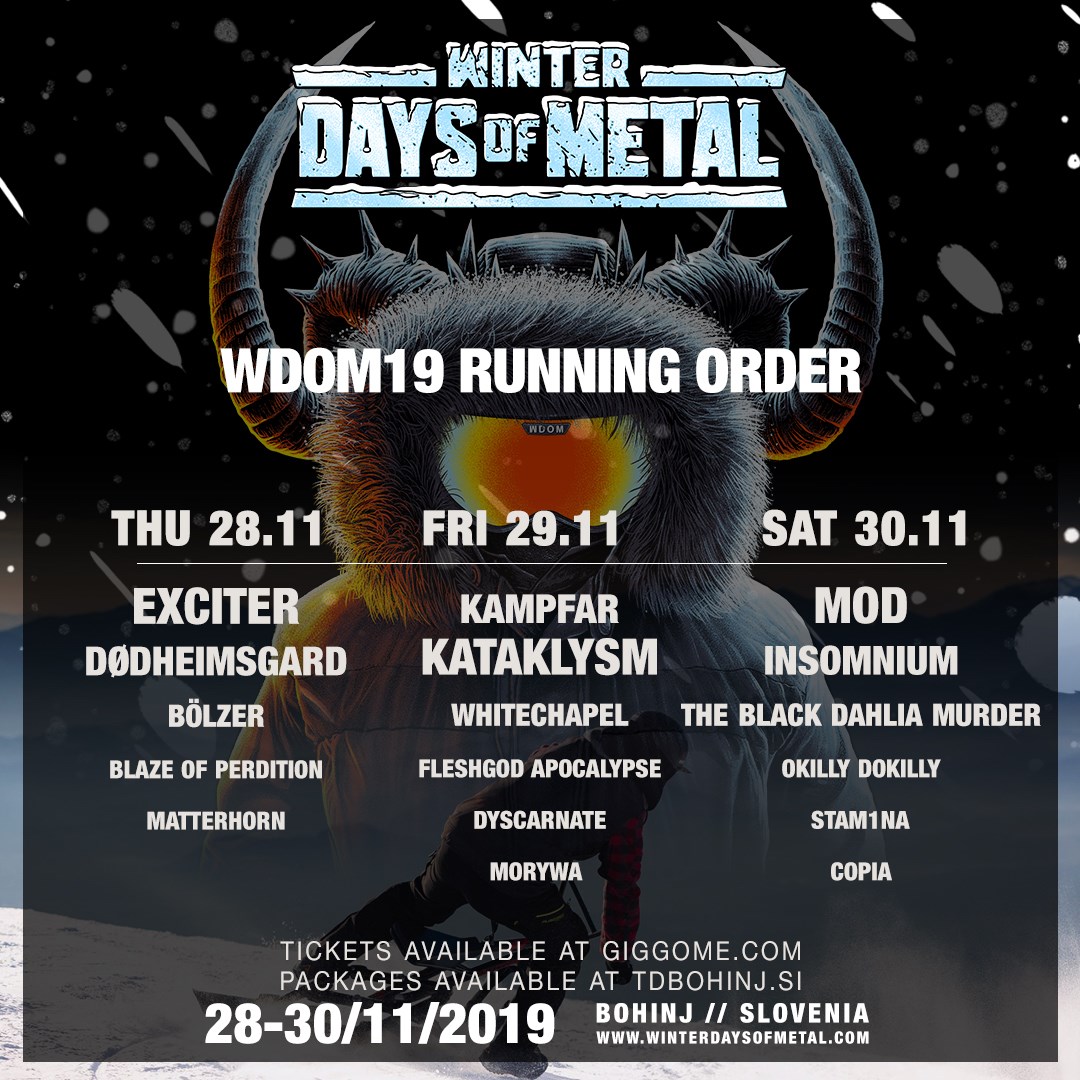 WINTER
DAYS OF METAL
WDOM19 RUNNING ORDER
WDOM
THU 28.11
EXCITER
DØDHEIMSGARD
BÖLZER
BLAZE OF PERDITION
MATTERHORN
FRI 29.11
KAMPFAR
KATAKLYSM
WHITECHAPEL
FLESHGOD APOCALYPSE
DYSCARNATE
MORYWA
SAT 30.11
MOD
INSOMNIUM
THE BLACK DAHLIA MURDER
OKILLY DOKILLY
STAM1NA
COPIA
TICKETS AVAILABLE AT GIGGOME.COM
PACKAGES AVAILABLE AT TDBOHINJ.SI
28-30/11/2019
BOHINJ // SLOVENIA
WWW.WINTERDAYSOFMETAL.COM